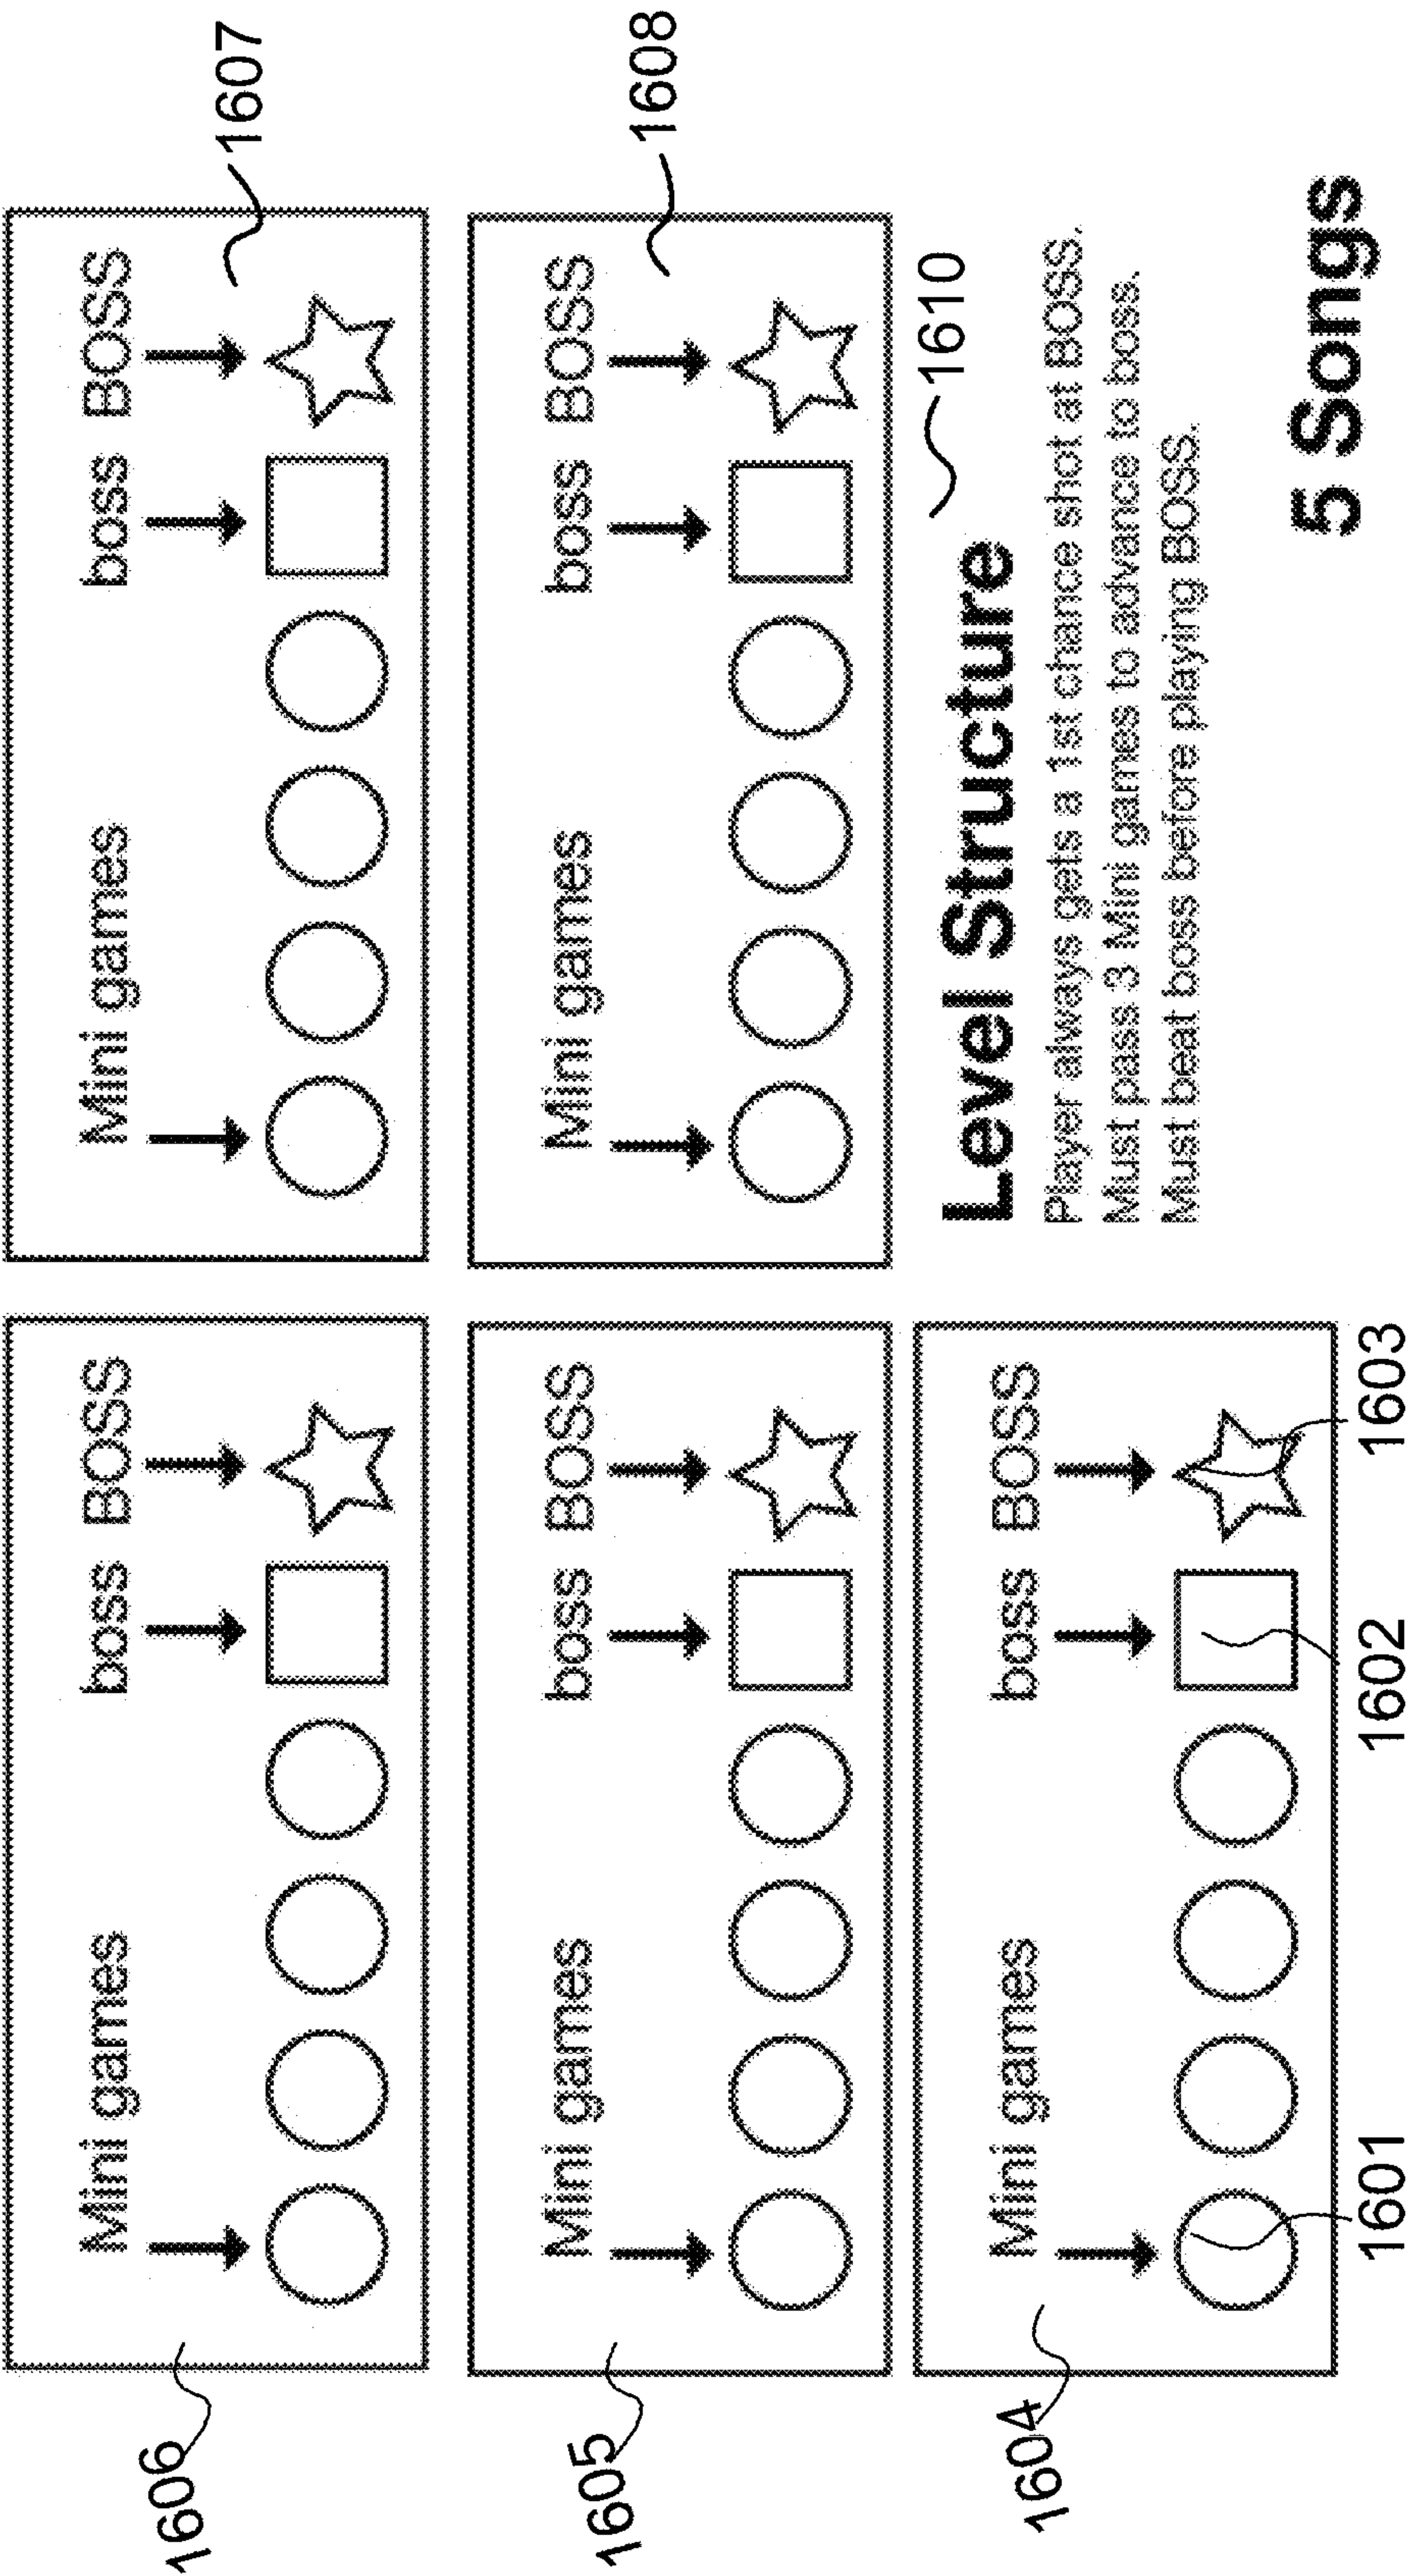 Mini games
boss BOSS
1606
Mini games
boss BOSS
1607
Mini games
boss BOSS
1605
Mini games
boss BOSS
1608
Mini games
boss BOSS
1604
1601
1602
1603
Level Structure
1610
Player always gets a 1st chance shot at BOSS.
Must pass 3 Mini games to advance to boss.
Must beat boss before playing BOSS.
5 Songs